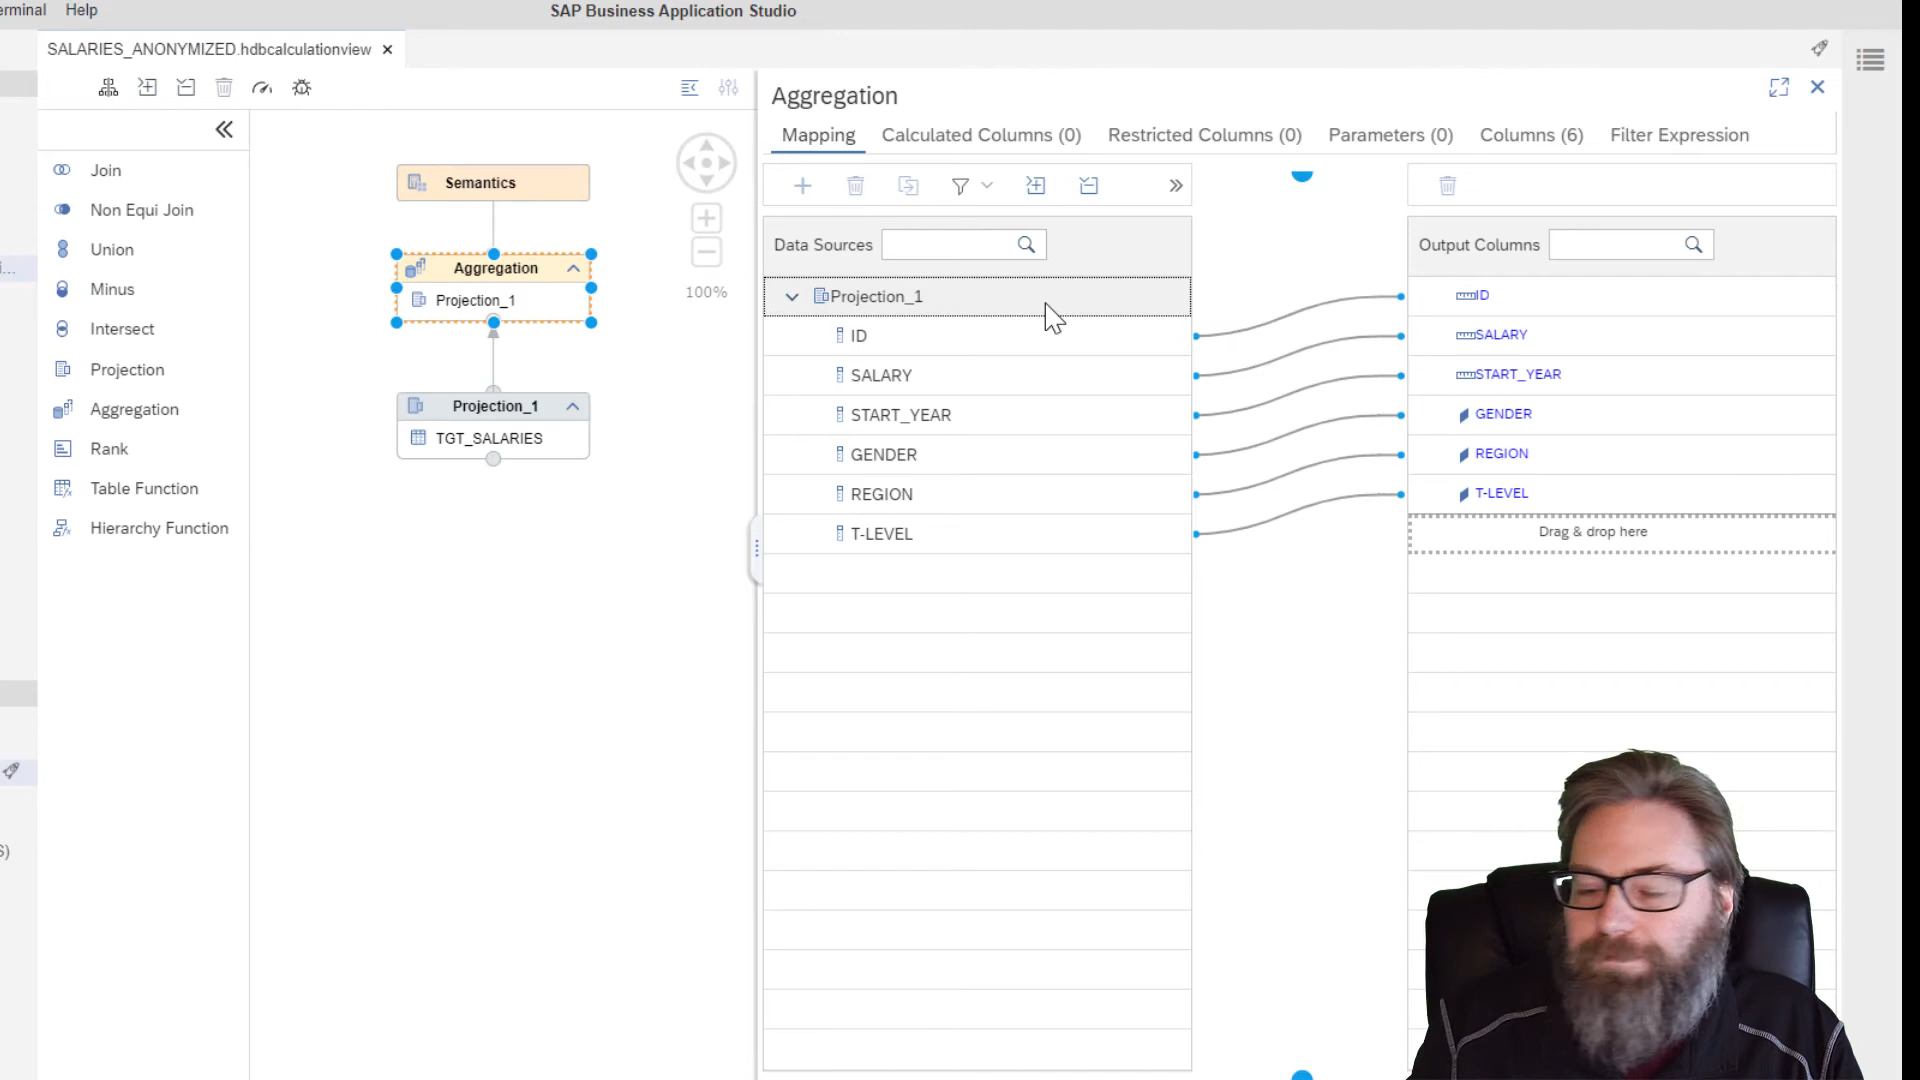 erminal Help
SAP Business Application Studio
SALARIES_ANONYMIZED.hdbcalculationview
Join
Non Equi Join
Union
Minus
Intersect
Projection
Aggregation
Rank
Table Function
Hierarchy Function
Semantics
Aggregation
Projection_1
Projection_1
TGT_SALARIES
100%
Aggregation
Mapping
Calculated Columns (0)
Restricted Columns (0)
Parameters (0)
Columns (6)
Filter Expression
Data Sources
Projection_1
ID
SALARY
START_YEAR
GENDER
REGION
T-LEVEL
Output Columns
ID
SALARY
START_YEAR
GENDER
REGION
T-LEVEL
Drag & drop here
i...
S)